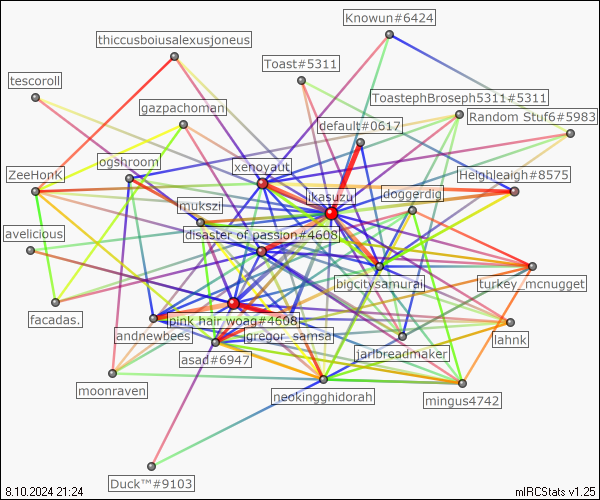 Knowun#6424
thiccusboiusalexusjoneus
Toast#5311
tescoroll
ToastephBroseph5311#5311
gazpachoman
Random Stuf6#5983
default#0617
ogshroom
xenoyaut
ZeeHonk
Heighleaigh#8575
ikasuzu
doggerdig
mukszi
avelicious
disaster of passion#4608
bigcitysamurai
turkey_mcnugget
facadas.
pink hair woag#4608
andnewbees
gregor_samsa
lahnk
asad#6947
jarlbreadmaker
moonraven
neokingghidorah
mingus4742
Duck™#9103
8.10.2024 21:24
mIRCStats v1.25